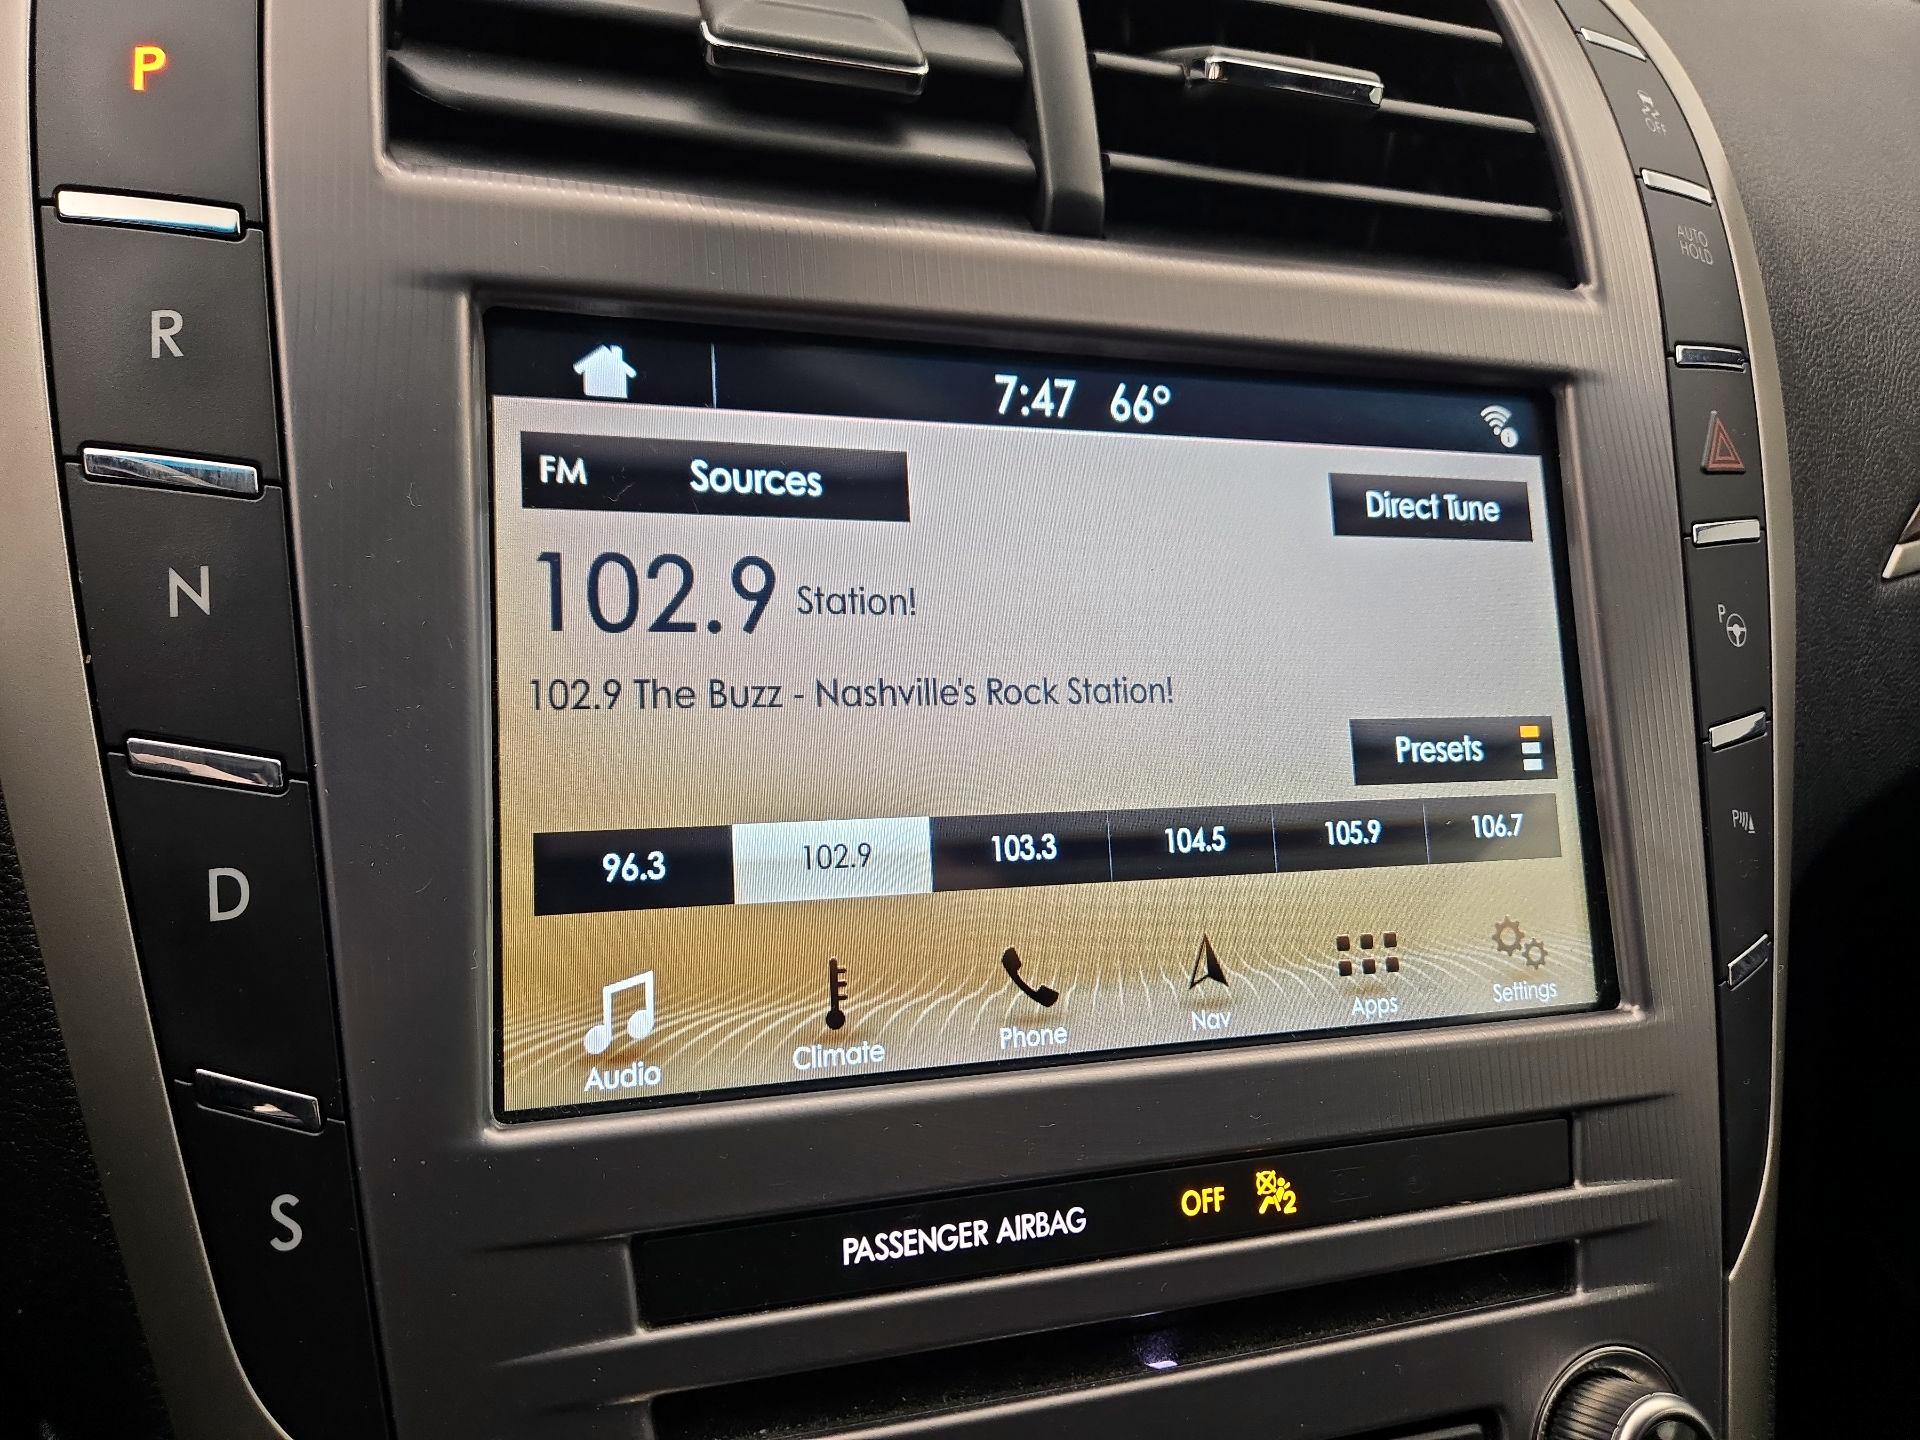 P
R
N
D
S
7:47 66°
FM Sources
Direct Tune
102.9 Station!
102.9 The Buzz - Nashville's Rock Station!
Presets
96.3 102.9 103.3 104.5 105.9 106.7
Audio Climate Phone Nav Apps Settings
PASSENGER AIRBAG OFF 2
OFF
AUTO
HOLD
P
P